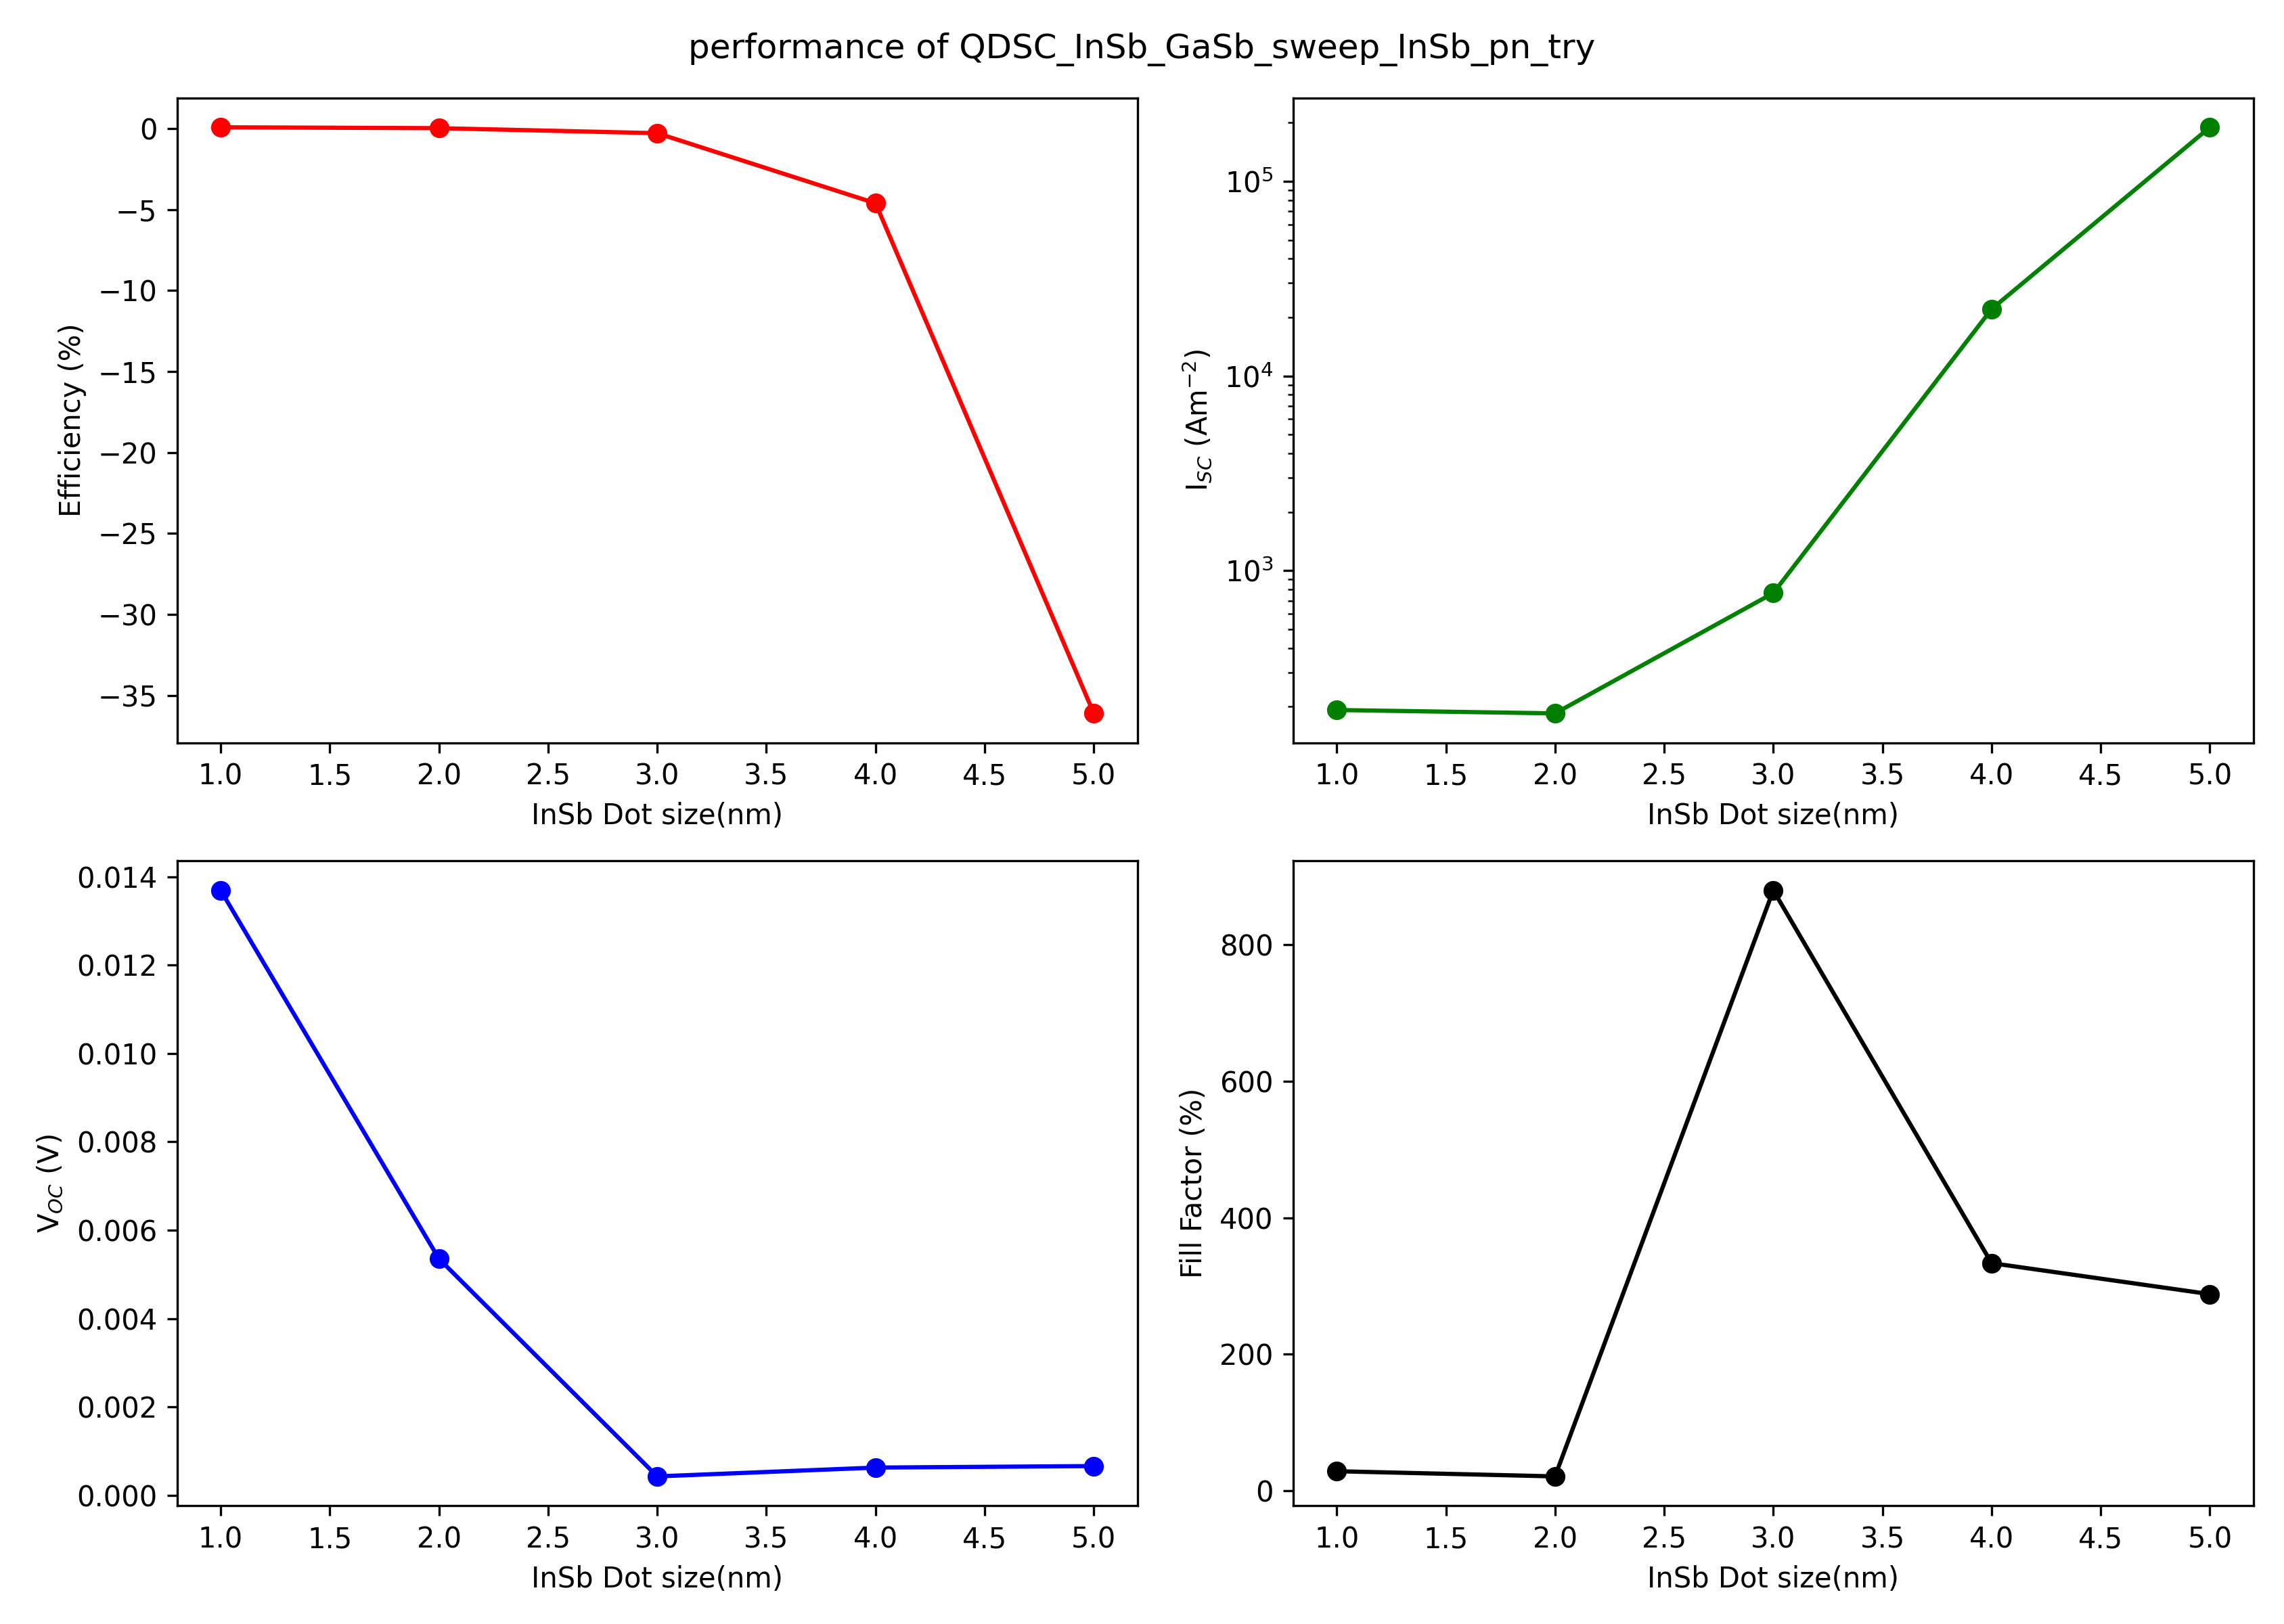 performance of QDSC_InSb_GaSb_sweep_InSb_pn_try
Efficiency (%)
0
−5
−10
−15
−20
−25
−30
−35
1.0 1.5 2.0 2.5 3.0 3.5 4.0 4.5 5.0
InSb Dot size(nm)
I_SC (Am⁻²)
10⁵
10⁴
10³
1.0 1.5 2.0 2.5 3.0 3.5 4.0 4.5 5.0
InSb Dot size(nm)
V_OC (V)
0.014
0.012
0.010
0.008
0.006
0.004
0.002
0.000
1.0 1.5 2.0 2.5 3.0 3.5 4.0 4.5 5.0
InSb Dot size(nm)
Fill Factor (%)
800
600
400
200
0
1.0 1.5 2.0 2.5 3.0 3.5 4.0 4.5 5.0
InSb Dot size(nm)